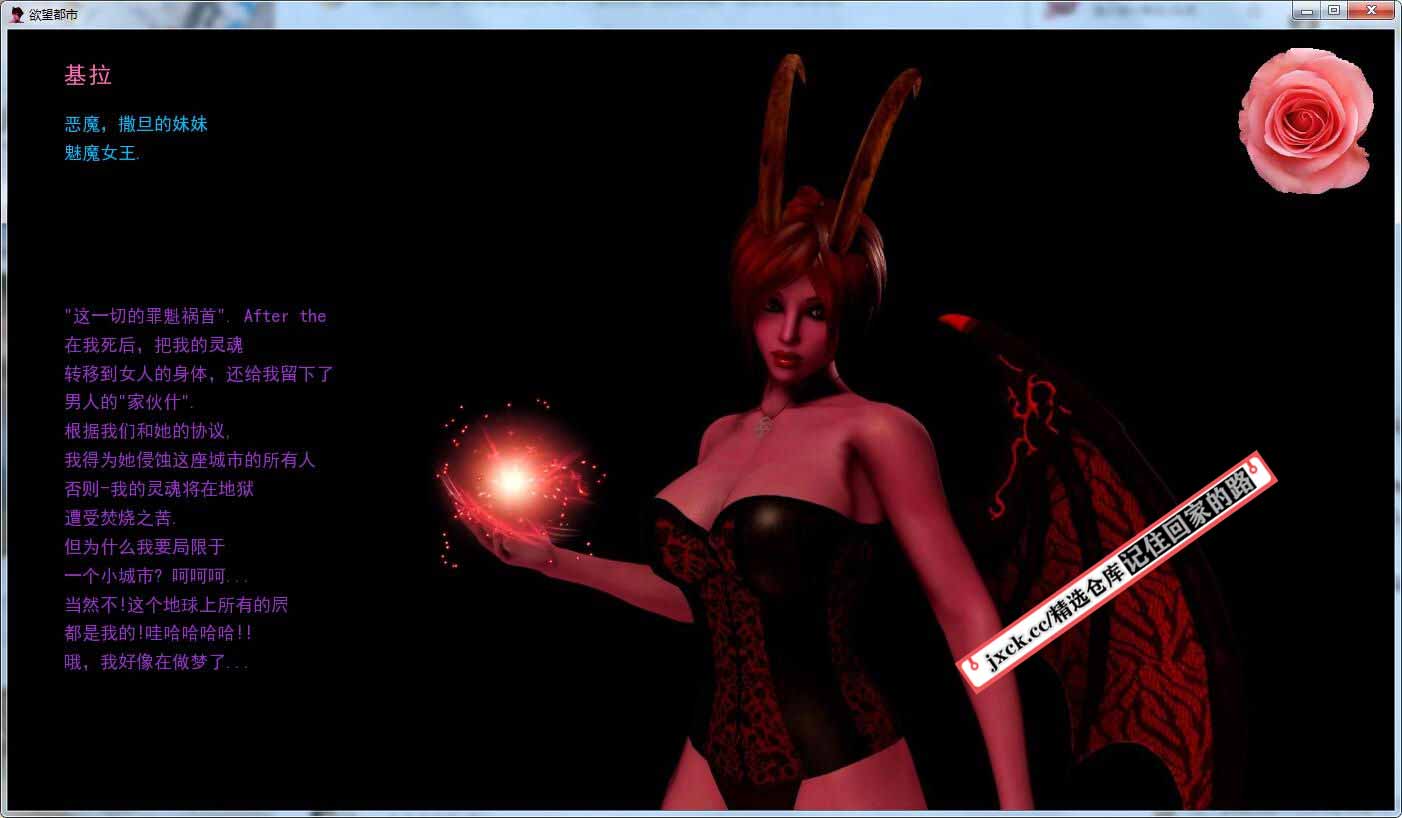 欲望都市
基拉
恶魔，撒旦的妹妹
魅魔女王.
"这一切的罪魁祸首". After the
在我死后，把我的灵魂
转移到女人的身体，还给我留下了
男人的"家伙什".
根据我们和她的协议,
我得为她侵蚀这座城市的所有人
否则-我的灵魂将在地狱
遭受焚烧之苦.
但为什么我要局限于
一个小城市? 呵呵呵...
当然不!这个地球上所有的屄
都是我的!哇哈哈哈哈!!
哦，我好像在做梦了...
jxck.cc/精选仓库 记住回家的路